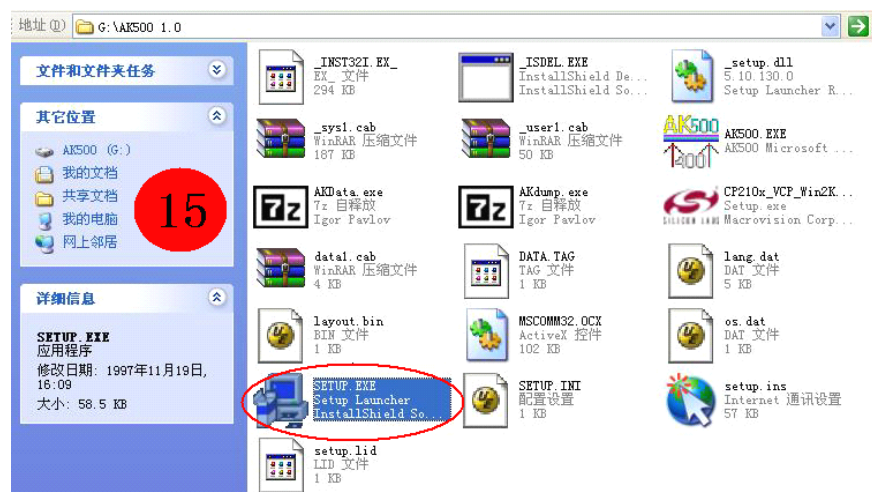 地址(D) G:\AK500 1.0
文件和文件夹任务
其它位置
AK500 (G:)
我的文档
共享文档
我的电脑
网上邻居
15
详细信息
SETUP.EXE
应用程序
修改日期: 1997年11月19日,
16:09
大小: 58.5 KB
_INST32I.EX_
EX_ 文件
294 KB
_ISDEL.EXE
InstallShield De...
InstallShield So...
_setup.dll
5.10.130.0
Setup Launcher R...
_sys1.cab
WinRAR 压缩文件
187 KB
_user1.cab
WinRAR 压缩文件
50 KB
AK500
1400
AK500.EXE
AK500 Microsoft ...
7z
AKData.exe
7z 自释放
Igor Pavlov
7z
AKdump.exe
7z 自释放
Igor Pavlov
SILICON LABS
CP210x_VCP_Win2K...
Setup.exe
Macrovision Corp...
data1.cab
WinRAR 压缩文件
4 KB
DATA.TAG
TAG 文件
1 KB
lang.dat
DAT 文件
5 KB
layout.bin
BIN 文件
1 KB
MSCOMM32.OCX
ActiveX 控件
102 KB
os.dat
DAT 文件
1 KB
SETUP.EXE
Setup Launcher
InstallShield So...
SETUP.INI
配置设置
1 KB
setup.ins
Internet 通讯设置
57 KB
setup.lid
LID 文件
1 KB